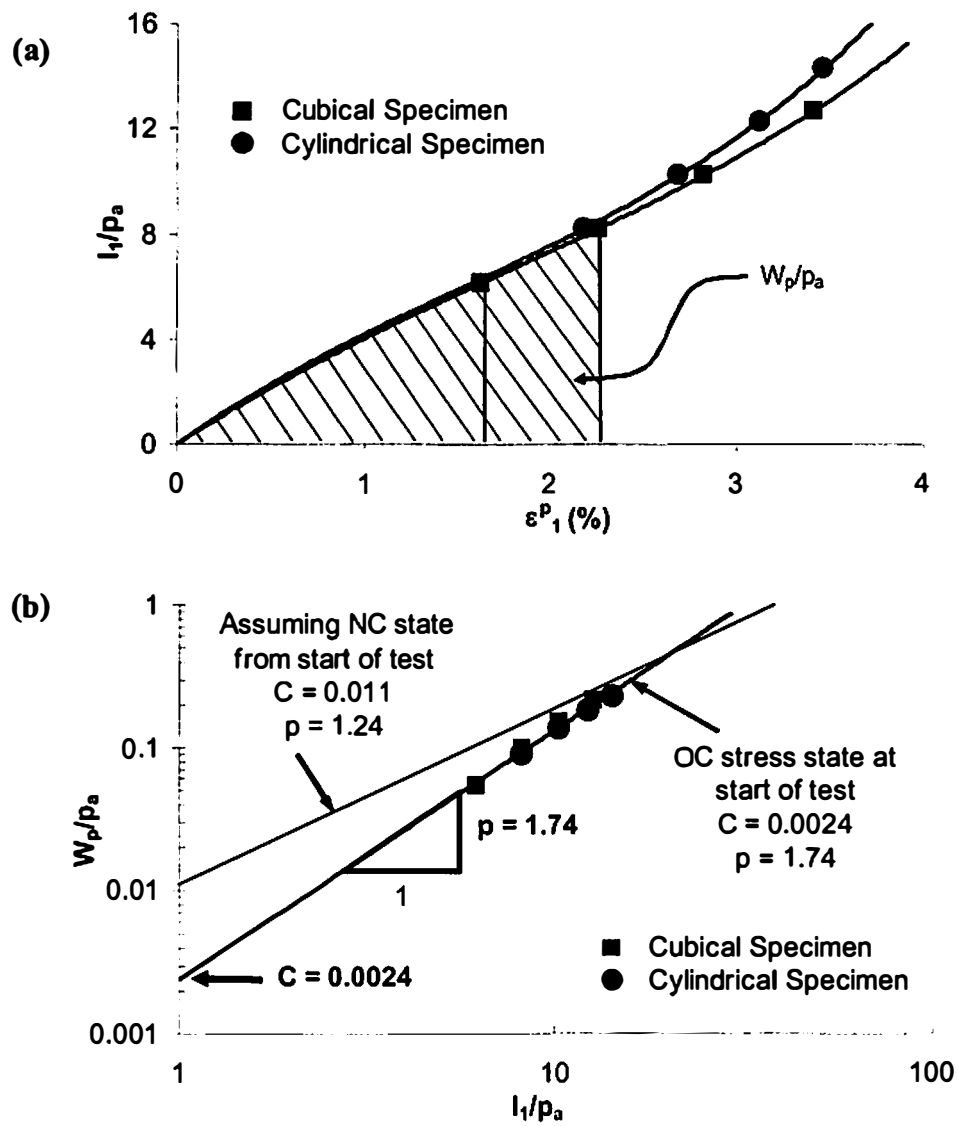 (a)
16
12
8
4
0
I₁/pₐ
Cubical Specimen
Cylindrical Specimen
Wₚ/pₐ
0 1 2 3 4
εᵖ₁ (%)
(b)
1
0.1
0.01
0.001
Wₚ/pₐ
Assuming NC state
from start of test
C = 0.011
p = 1.24
OC stress state at
start of test
C = 0.0024
p = 1.74
p = 1.74
1
C = 0.0024
Cubical Specimen
Cylindrical Specimen
1 10 100
I₁/pₐ